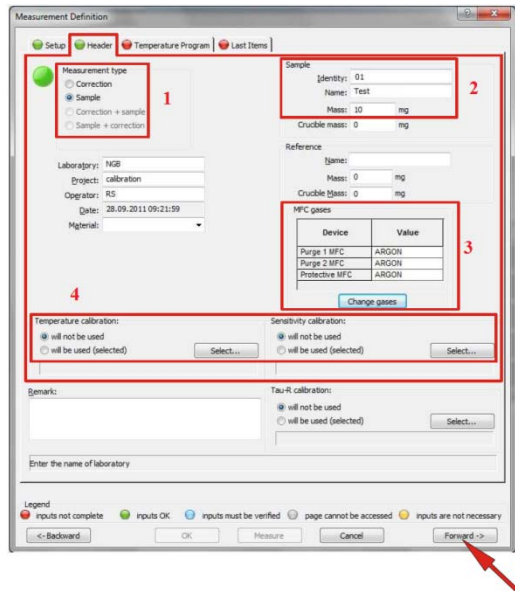 Measurement Definition
Setup Header Temperature Program Last Items
Measurement type
Correction
Sample
Correction + sample
Sample + correction
1
Sample
Identity: 01
Name: Test
Mass: 10 mg
Crucible mass: 0 mg
2
Laboratory: NGB
Project: calibration
Operator: RS
Date: 28.09.2011 09:21:59
Material:
Reference
Name:
Mass: 0 mg
Crucible Mass: 0 mg
MFC gases
Device Value
Purge 1 MFC ARGON
Purge 2 MFC ARGON
Protective MFC ARGON
Change gases
3
4
Temperature calibration:
will not be used
will be used (selected) Select...
Sensitivity calibration:
will not be used
will be used (selected) Select...
Remark:
Tau-R calibration:
will not be used
will be used (selected) Select...
Enter the name of laboratory
Legend
inputs not complete inputs OK inputs must be verified page cannot be accessed inputs are not necessary
<- Backward OK Measure Cancel Forward ->